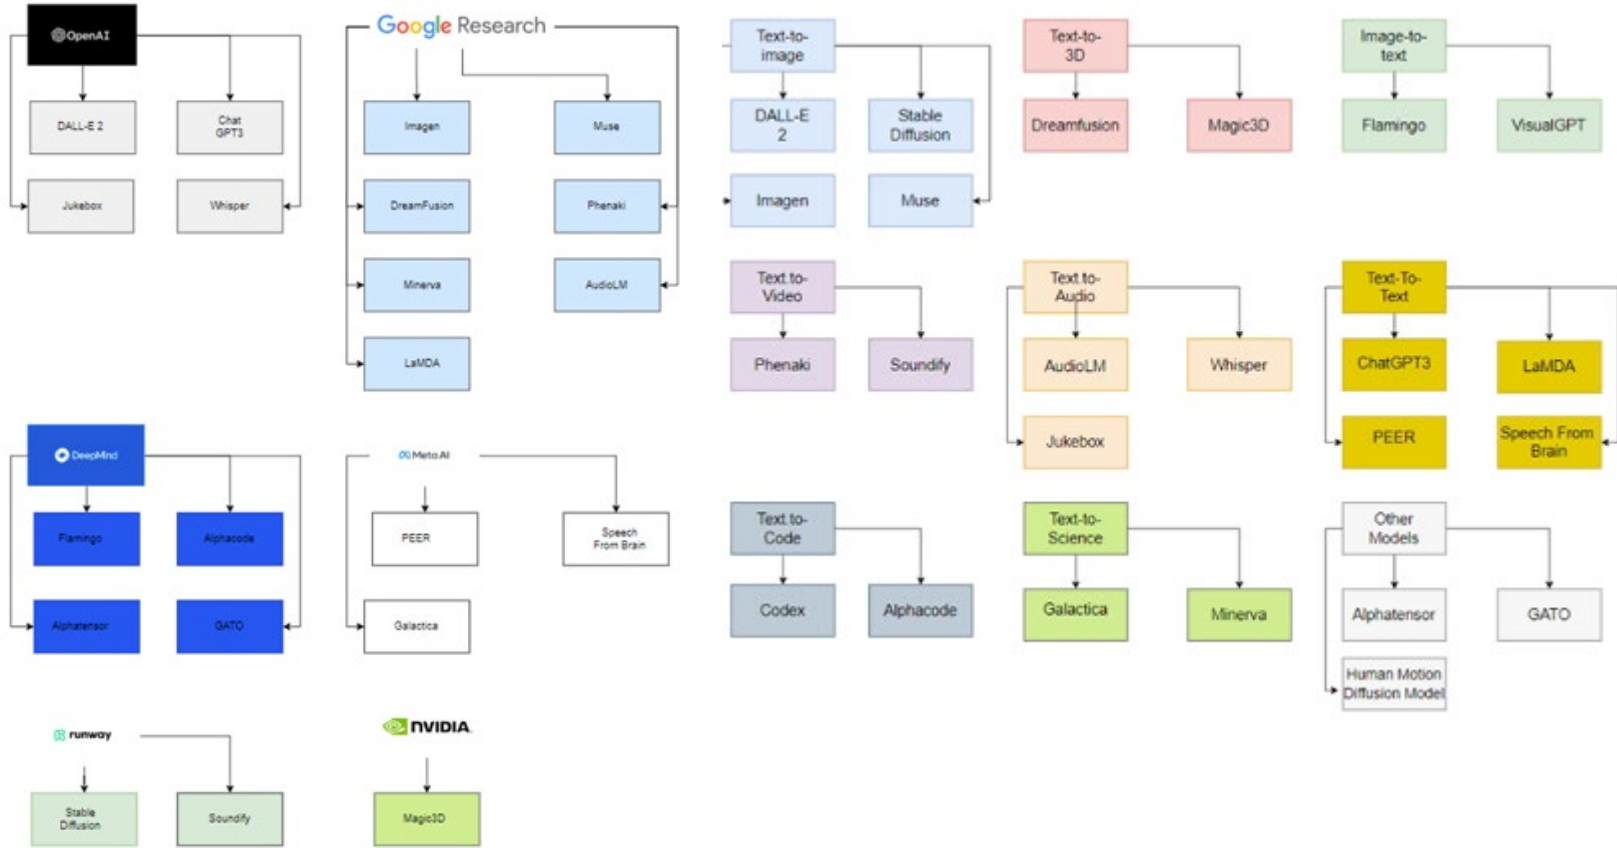 OpenAI
DALL-E 2
Chat
GPT3
Jukebox
Whisper
Google Research
Imagen
Muse
DreamFusion
Phenaki
Minerva
AudioLM
LaMDA
DeepMind
Flamingo
Alphacode
Alphatensor
GATO
Meta AI
PEER
Speech
From Brain
Galactica
runway
Stable
Diffusion
Soundify
NVIDIA.
Magic3D
Text-to-
image
DALL-E
2
Stable
Diffusion
Imagen
Muse
Text-to-
3D
Dreamfusion
Magic3D
Image-to-
text
Flamingo
VisualGPT
Text to-
Video
Phenaki
Soundify
Text to-
Audio
AudioLM
Whisper
Jukebox
Text-To-
Text
ChatGPT3
LaMDA
PEER
Speech From
Brain
Text to-
Code
Codex
Alphacode
Text-to-
Science
Galactica
Minerva
Other
Models
Alphatensor
GATO
Human Motion
Diffusion Model